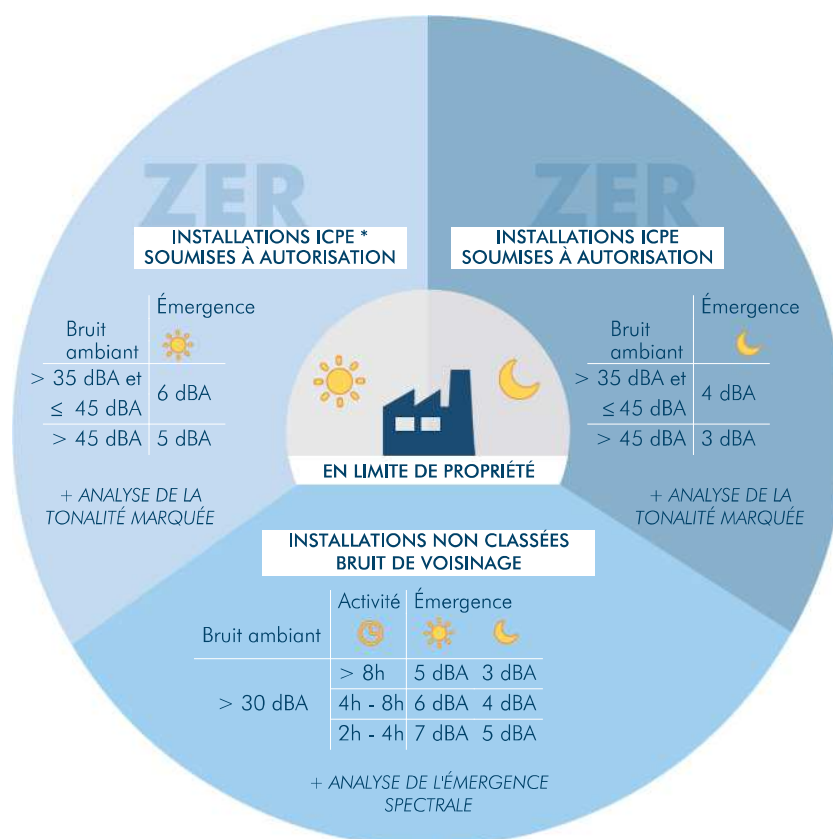 ZER
INSTALLATIONS ICPE *
SOUMISES À AUTORISATION
Émergence
Bruit
ambiant
> 35 dBA et
≤ 45 dBA
6 dBA
> 45 dBA 5 dBA
+ ANALYSE DE LA
TONALITÉ MARQUÉE
ZER
INSTALLATIONS ICPE
SOUMISES À AUTORISATION
Émergence
Bruit
ambiant
> 35 dBA et
≤ 45 dBA
4 dBA
> 45 dBA 3 dBA
+ ANALYSE DE LA
TONALITÉ MARQUÉE
EN LIMITE DE PROPRIÉTÉ
INSTALLATIONS NON CLASSÉES
BRUIT DE VOISINAGE
Activité Émergence
Bruit ambiant
> 8h 5 dBA 3 dBA
> 30 dBA 4h - 8h 6 dBA 4 dBA
2h - 4h 7 dBA 5 dBA
+ ANALYSE DE L'ÉMERGENCE
SPECTRALE